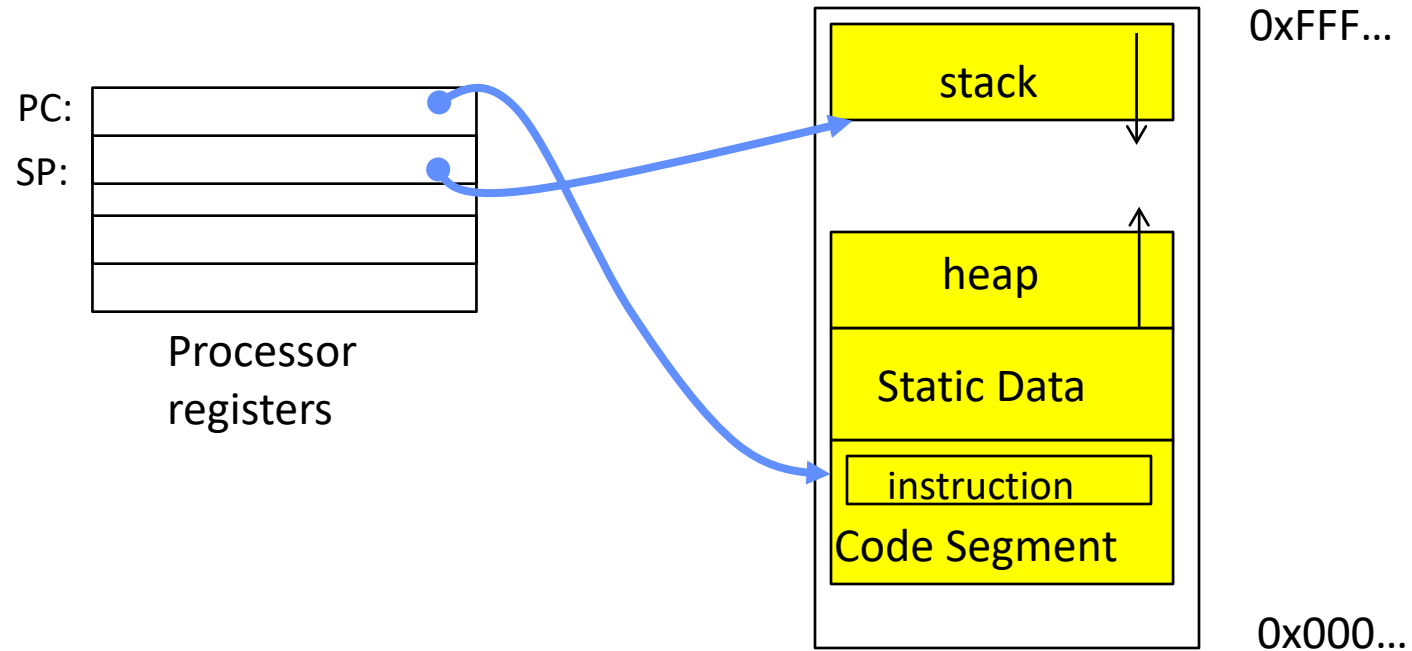 PC:
SP:
Processor
registers
0xFFF...
stack
heap
Static Data
instruction
Code Segment
0x000...